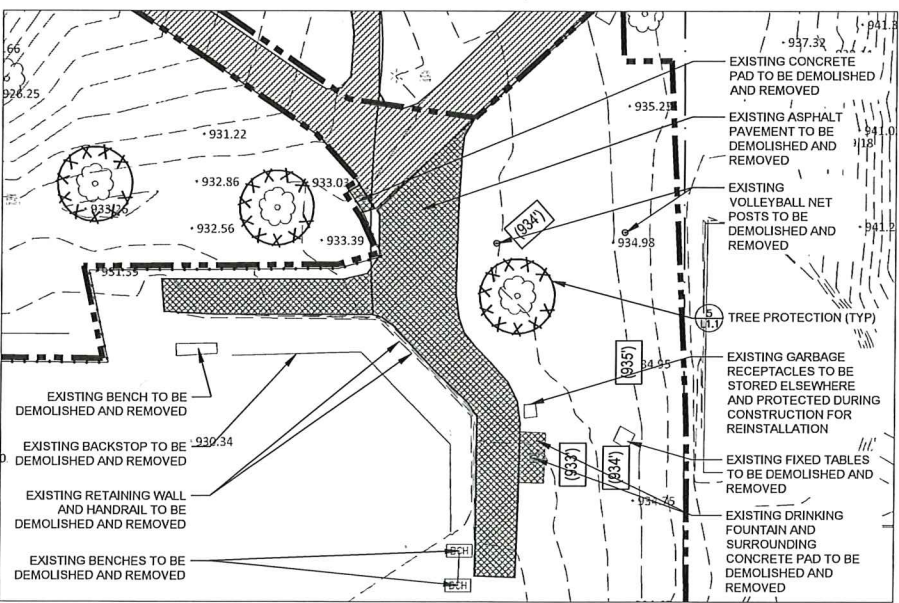 941.3
937.32
.66
926.25
EXISTING CONCRETE
PAD TO BE DEMOLISHED
AND REMOVED
935.25
931.22
EXISTING ASPHALT
PAVEMENT TO BE
DEMOLISHED AND
REMOVED
941.0
932.86
933.03
EXISTING
VOLLEYBALL NET
POSTS TO BE
DEMOLISHED AND
REMOVED
(934')
932.56
933.39
934.98
941.2
931.35
5
L1.1
TREE PROTECTION (TYP)
(935')
34.95
EXISTING GARBAGE
RECEPTACLES TO BE
STORED ELSEWHERE
AND PROTECTED DURING
CONSTRUCTION FOR
REINSTALLATION
EXISTING BENCH TO BE
DEMOLISHED AND REMOVED
EXISTING BACKSTOP TO BE
DEMOLISHED AND REMOVED
930.34
(933')
(934')
EXISTING FIXED TABLES
TO BE DEMOLISHED AND
REMOVED
EXISTING RETAINING WALL
AND HANDRAIL TO BE
DEMOLISHED AND REMOVED
EXISTING DRINKING
FOUNTAIN AND
SURROUNDING
CONCRETE PAD TO BE
DEMOLISHED AND
REMOVED
EXISTING BENCHES TO BE
DEMOLISHED AND REMOVED
BCH
BCH